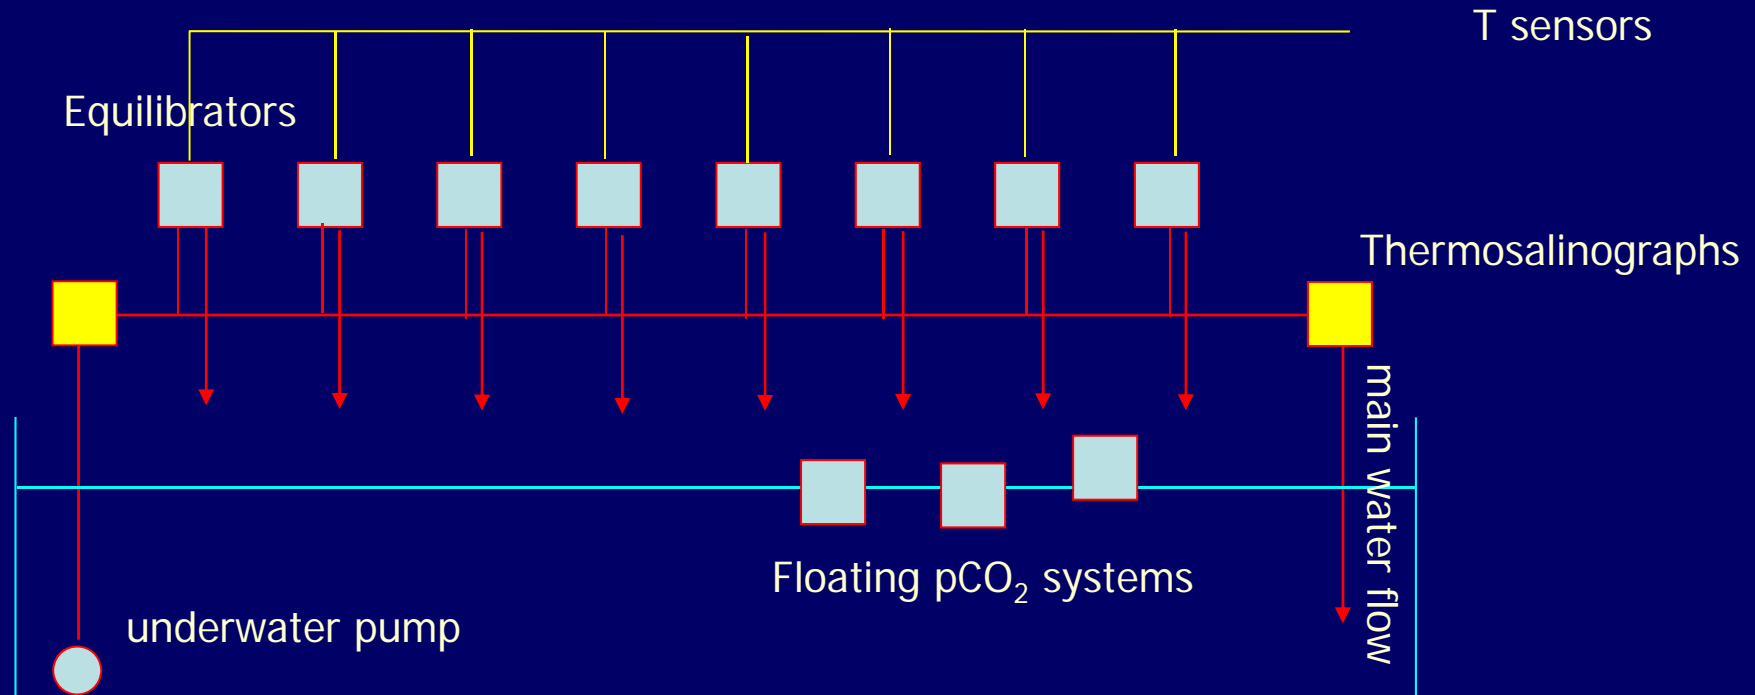 T sensors
Equilibrators
Thermosalinographs
main water flow
Floating pCO₂ systems
underwater pump